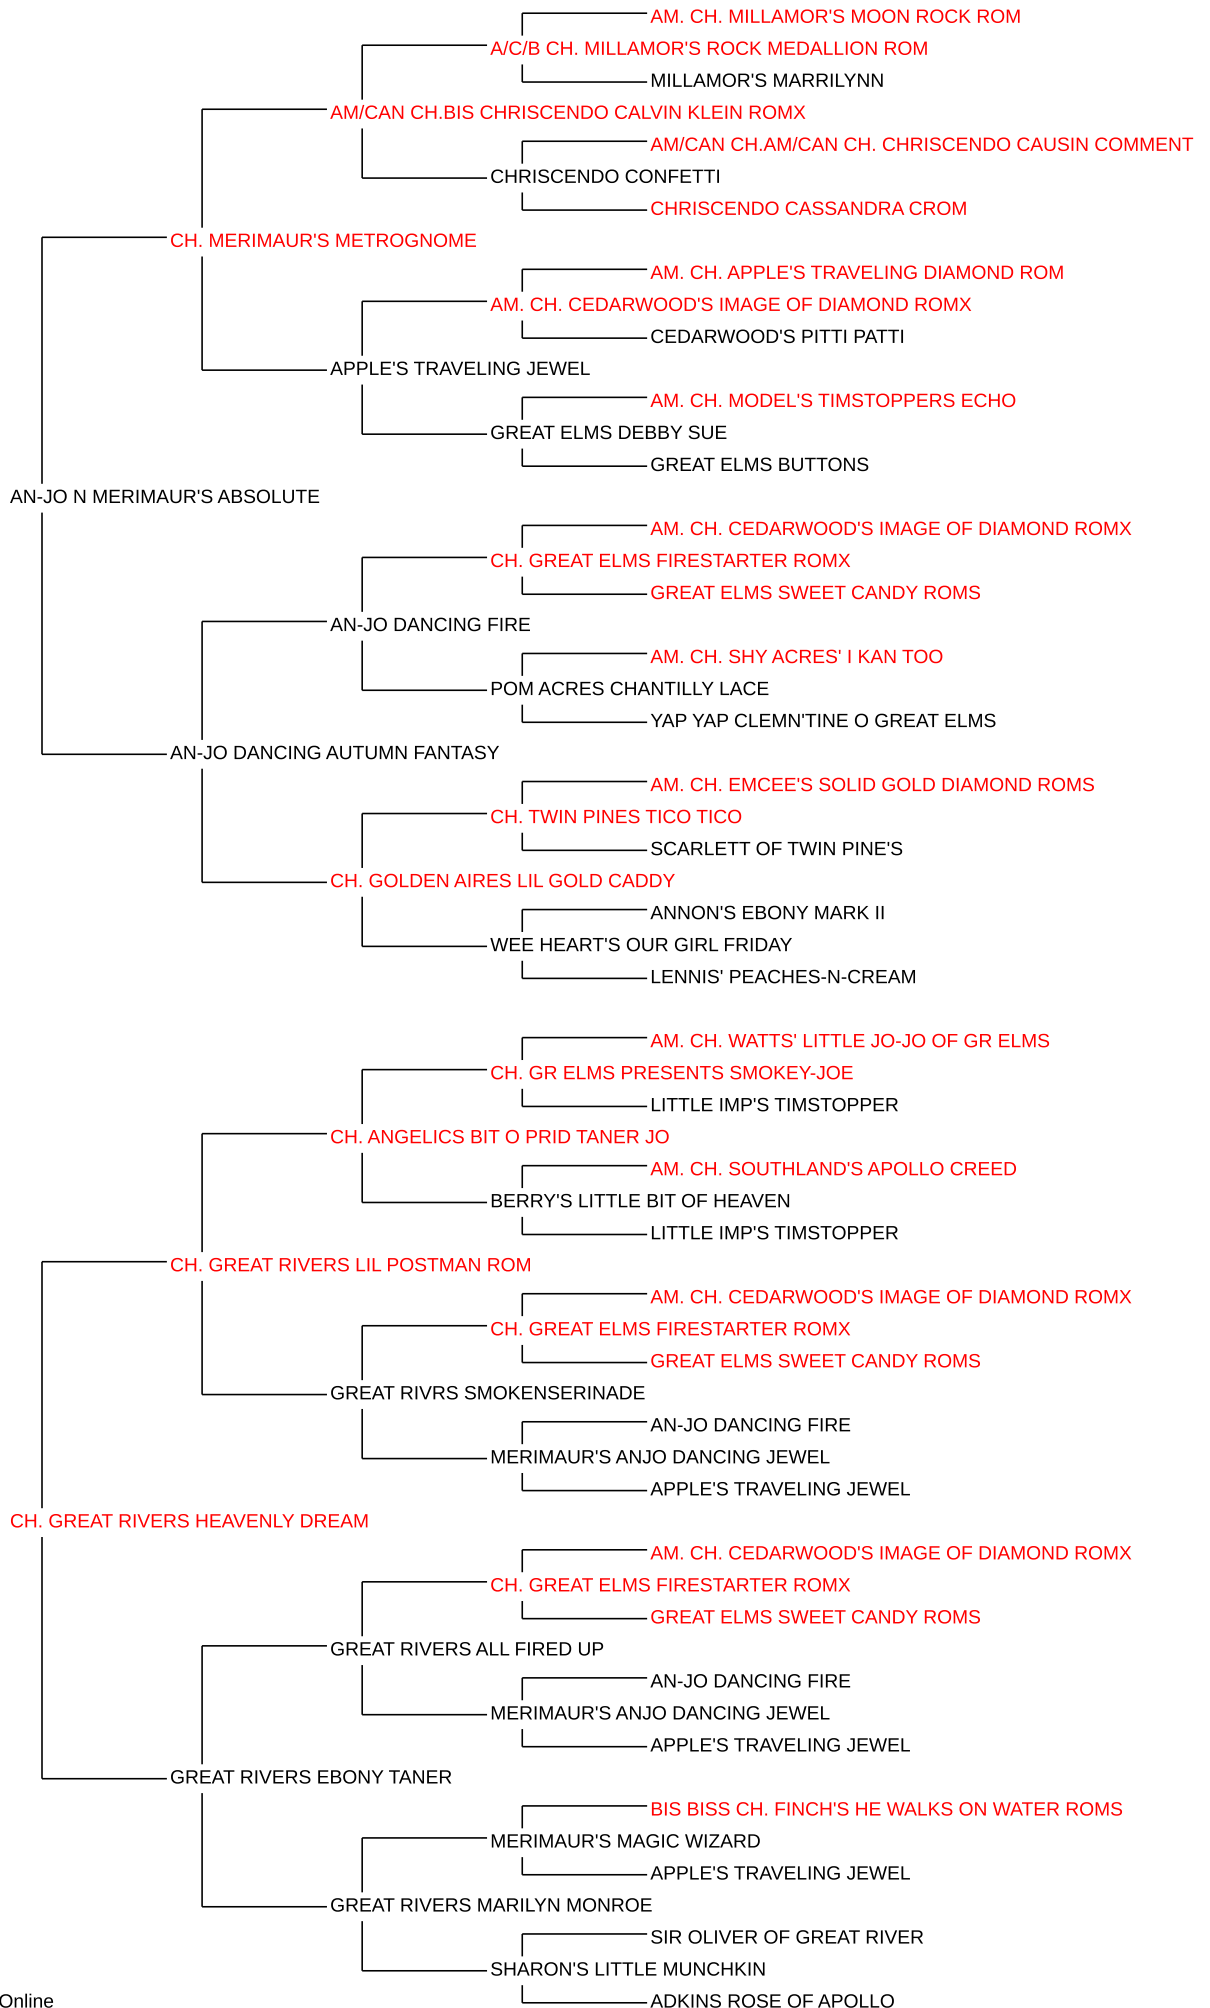 AM. CH. MILLAMOR'S MOON ROCK ROM
A/C/B CH. MILLAMOR'S ROCK MEDALLION ROM
MILLAMOR'S MARRILYNN
AM/CAN CH.BIS CHRISCENDO CALVIN KLEIN ROMX
AM/CAN CH.AM/CAN CH. CHRISCENDO CAUSIN COMMENT
CHRISCENDO CONFETTI
CHRISCENDO CASSANDRA CROM
CH. MERIMAUR'S METROGNOME
AM. CH. APPLE'S TRAVELING DIAMOND ROM
AM. CH. CEDARWOOD'S IMAGE OF DIAMOND ROMX
CEDARWOOD'S PITTI PATTI
APPLE'S TRAVELING JEWEL
AM. CH. MODEL'S TIMSTOPPERS ECHO
GREAT ELMS DEBBY SUE
GREAT ELMS BUTTONS
AN-JO N MERIMAUR'S ABSOLUTE
AM. CH. CEDARWOOD'S IMAGE OF DIAMOND ROMX
CH. GREAT ELMS FIRESTARTER ROMX
GREAT ELMS SWEET CANDY ROMS
AN-JO DANCING FIRE
AM. CH. SHY ACRES' I KAN TOO
POM ACRES CHANTILLY LACE
YAP YAP CLEMN'TINE O GREAT ELMS
AN-JO DANCING AUTUMN FANTASY
AM. CH. EMCEE'S SOLID GOLD DIAMOND ROMS
CH. TWIN PINES TICO TICO
SCARLETT OF TWIN PINE'S
CH. GOLDEN AIRES LIL GOLD CADDY
ANNON'S EBONY MARK II
WEE HEART'S OUR GIRL FRIDAY
LENNIS' PEACHES-N-CREAM
AM. CH. WATTS' LITTLE JO-JO OF GR ELMS
CH. GR ELMS PRESENTS SMOKEY-JOE
LITTLE IMP'S TIMSTOPPER
CH. ANGELICS BIT O PRID TANER JO
AM. CH. SOUTHLAND'S APOLLO CREED
BERRY'S LITTLE BIT OF HEAVEN
LITTLE IMP'S TIMSTOPPER
CH. GREAT RIVERS LIL POSTMAN ROM
AM. CH. CEDARWOOD'S IMAGE OF DIAMOND ROMX
CH. GREAT ELMS FIRESTARTER ROMX
GREAT ELMS SWEET CANDY ROMS
GREAT RIVRS SMOKENSERINADE
AN-JO DANCING FIRE
MERIMAUR'S ANJO DANCING JEWEL
APPLE'S TRAVELING JEWEL
CH. GREAT RIVERS HEAVENLY DREAM
AM. CH. CEDARWOOD'S IMAGE OF DIAMOND ROMX
CH. GREAT ELMS FIRESTARTER ROMX
GREAT ELMS SWEET CANDY ROMS
GREAT RIVERS ALL FIRED UP
AN-JO DANCING FIRE
MERIMAUR'S ANJO DANCING JEWEL
APPLE'S TRAVELING JEWEL
GREAT RIVERS EBONY TANER
BIS BISS CH. FINCH'S HE WALKS ON WATER ROMS
MERIMAUR'S MAGIC WIZARD
APPLE'S TRAVELING JEWEL
GREAT RIVERS MARILYN MONROE
SIR OLIVER OF GREAT RIVER
SHARON'S LITTLE MUNCHKIN
Online
ADKINS ROSE OF APOLLO